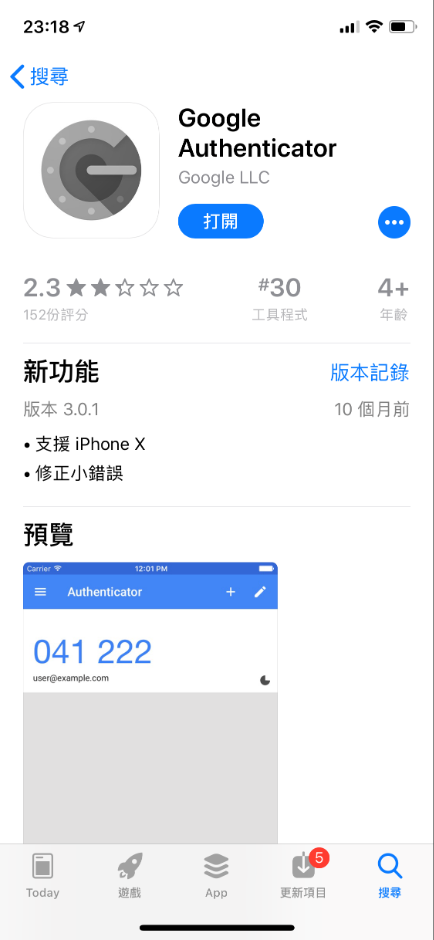 23:18
搜尋
Google
Authenticator
Google LLC
打開
2.3
#30
4+
152份評分
工具程式
年齡
新功能
版本記錄
版本 3.0.1
10 個月前
• 支援 iPhone X
• 修正小錯誤
預覽
Carrier
12:01 PM
Authenticator
041 222
user@example.com
5
Today
遊戲
App
更新項目
搜尋